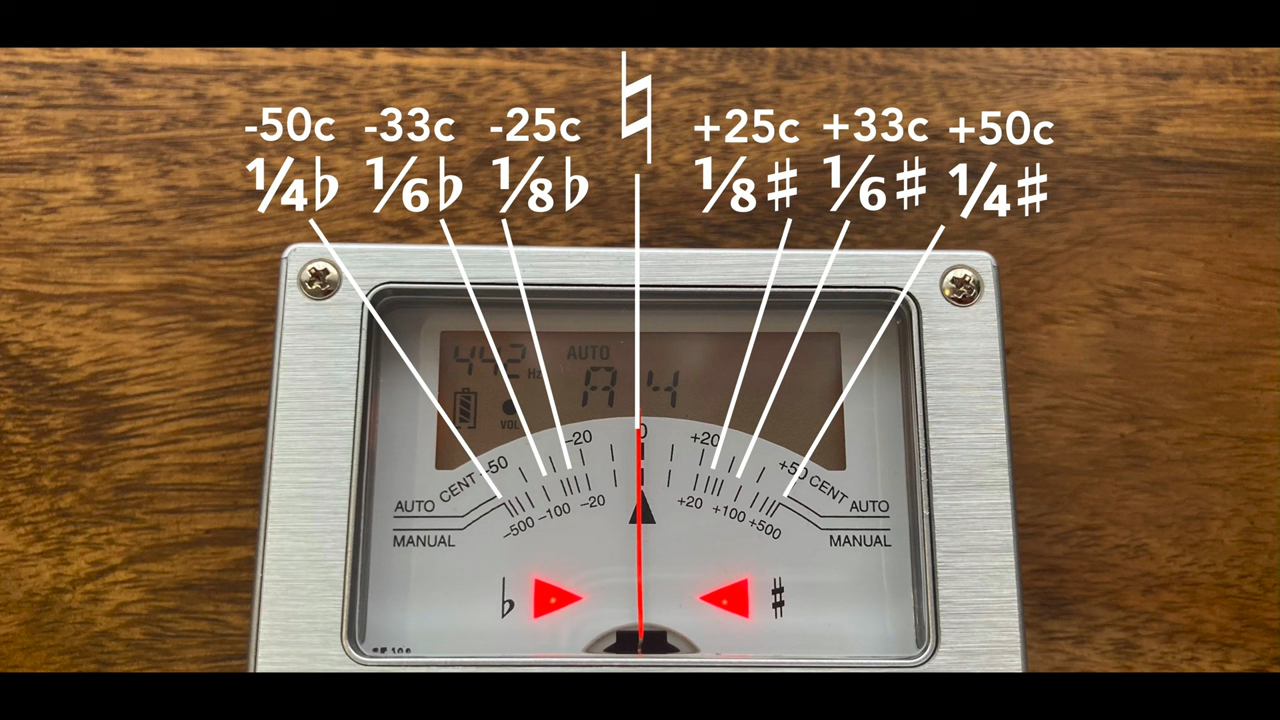 ♮
-50c -33c -25c +25c +33c +50c
1/4♭ 1/6♭ 1/8♭ 1/8♯ 1/6♯ 1/4♯
442 Hz AUTO
A 4
VOL
-50 -20 0 +20 +50
AUTO CENT CENT AUTO
-500 -100 -20 +20 +100 +500
MANUAL MANUAL
♭ ♯